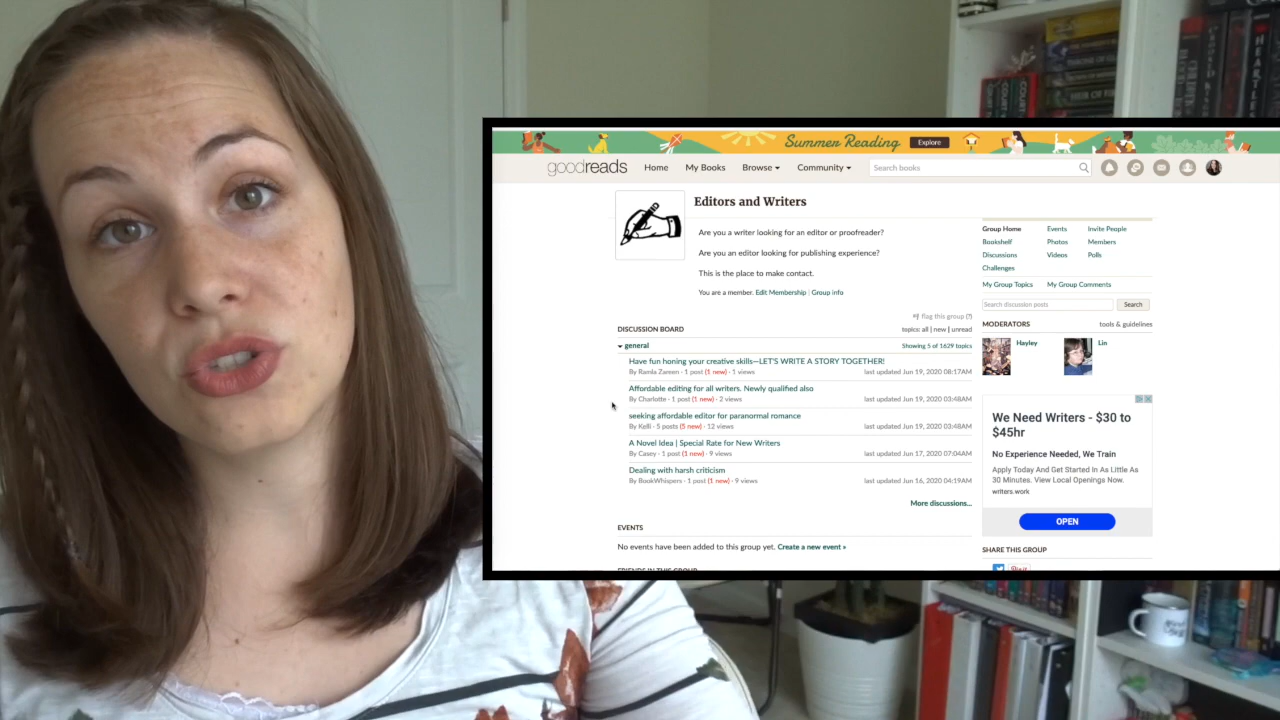 Summer Reading Explore
goodreads Home My Books Browse Community Search books
Editors and Writers
Are you a writer looking for an editor or proofreader?
Are you an editor looking for publishing experience?
This is the place to make contact.
You are a member. Edit Membership | Group info
flag this group (?)
DISCUSSION BOARD topics: all | new | unread
general Showing 5 of 1629 topics
Have fun honing your creative skills—LET'S WRITE A STORY TOGETHER!
By Ramla Zareen · 1 post (1 new) · 1 views last updated Jun 19, 2020 08:17AM
Affordable editing for all writers. Newly qualified also
By Charlotte · 1 post (1 new) · 2 views last updated Jun 19, 2020 03:48AM
seeking affordable editor for paranormal romance
By Kelli · 5 posts (5 new) · 12 views last updated Jun 19, 2020 03:48AM
A Novel Idea | Special Rate for New Writers
By Casey · 1 post (1 new) · 9 views last updated Jun 17, 2020 07:04AM
Dealing with harsh criticism
By BookWhispers · 1 post (1 new) · 9 views last updated Jun 16, 2020 04:19AM
More discussions...
EVENTS
No events have been added to this group yet. Create a new event »
FRIENDS IN THIS GROUP
Group Home Events Invite People
Bookshelf Photos Members
Discussions Videos Polls
Challenges
My Group Topics My Group Comments
Search discussion posts Search
MODERATORS tools & guidelines
Hayley Lin
We Need Writers - $30 to
$45hr
No Experience Needed, We Train
Apply Today And Get Started In As Little As
30 Minutes. View Local Openings Now.
writers.work
OPEN
SHARE THIS GROUP
Pin it
HEIR OF
A COURT